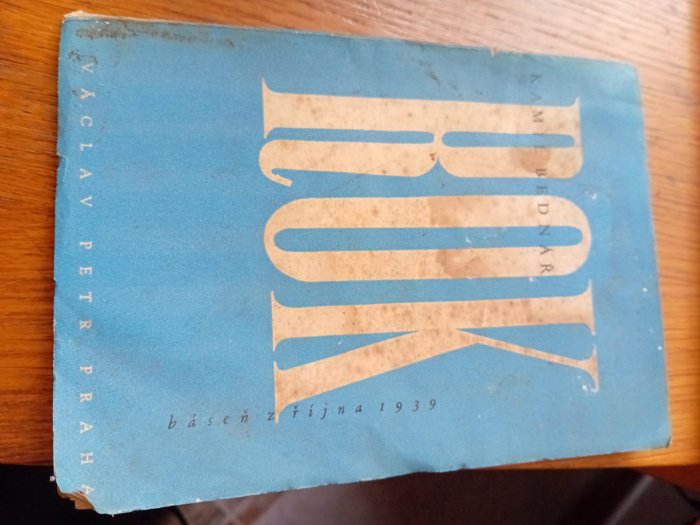 KAMIL BEDNÁŘ
ROK
báseň z října 1939
VÁCLAV PETR PRAHA